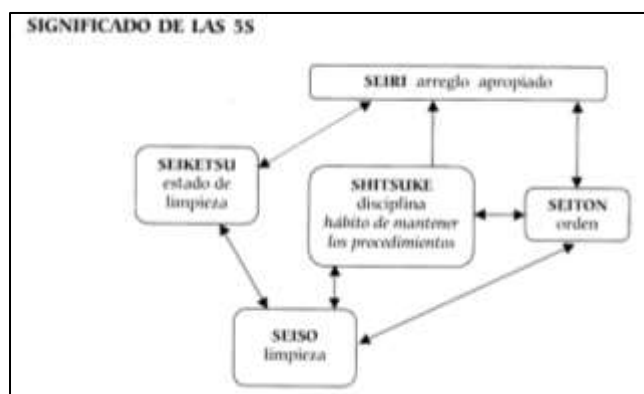 SIGNIFICADO DE LAS 5S
SEIRI arreglo apropiado
SEIKETSU
estado de
limpieza
SHITSUKE
disciplina
hábito de mantener
los procedimientos
SEITON
orden
SEISO
limpieza